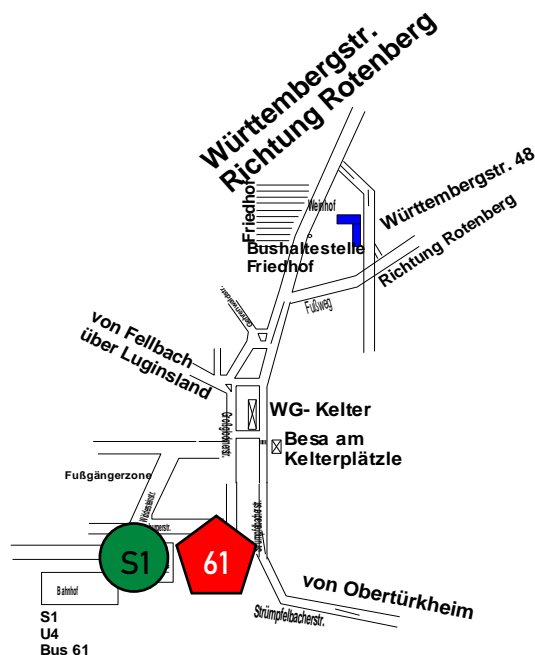 Württembergstr.
Richtung Rotenberg
Friedhof
Weinhof
Württembergstr. 48
Richtung Rotenberg
Bushaltestelle
Friedhof
Fußweg
von Fellbach
über Luginsland
WG- Kelter
Besa am
Kelterplätzle
Fußgängerzone
S1
61
von Obertürkheim
Strümpfelbacherstr.
Strümpfelbacherstr.
Bahnhof
S1
U4
Bus 61